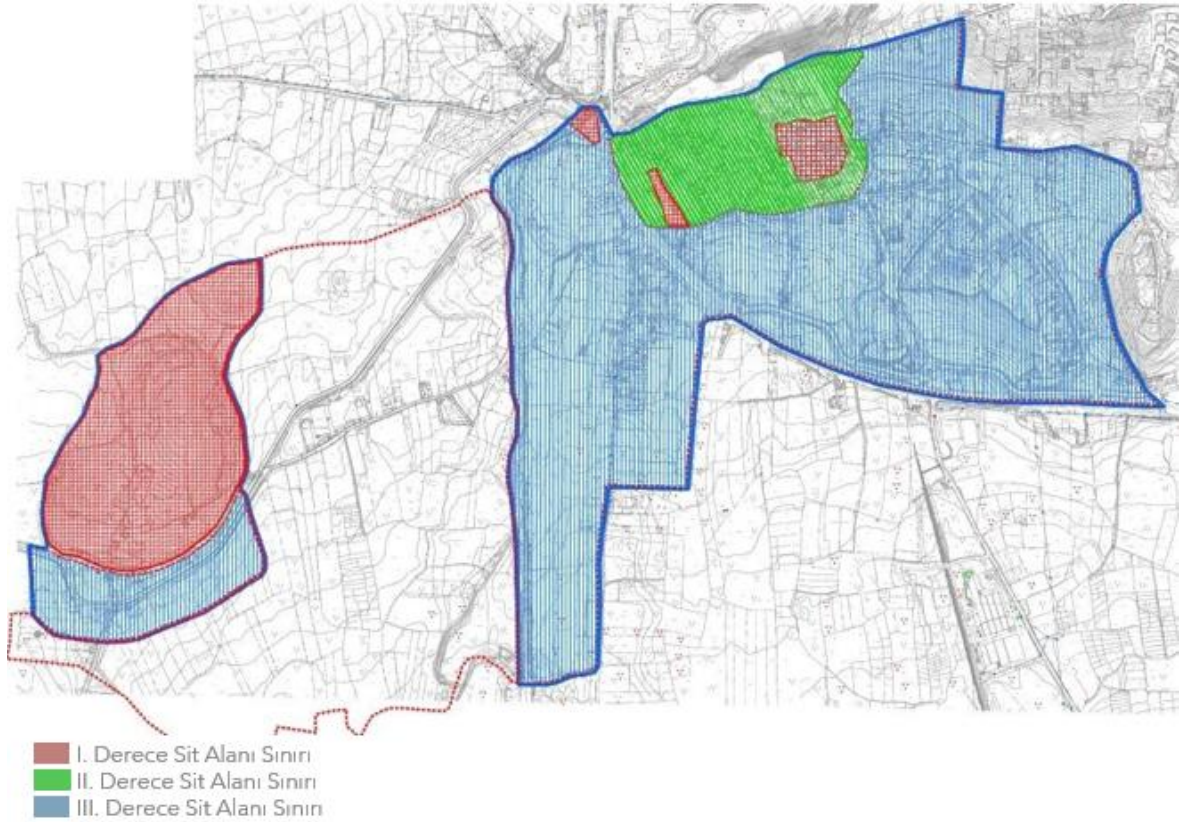 I. Derece Sit Alanı Sınırı
II. Derece Sit Alanı Sınırı
III. Derece Sit Alanı Sınırı